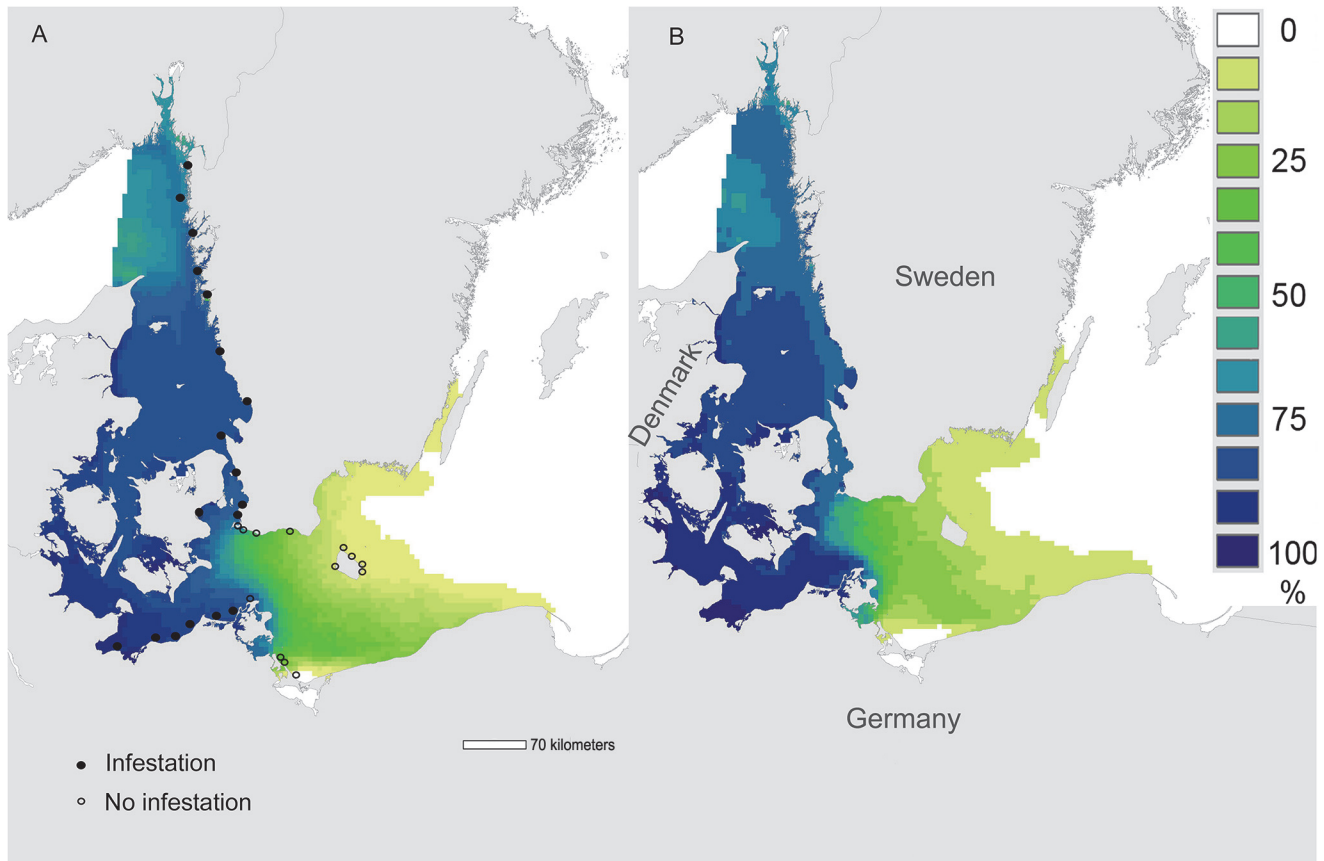 A
B
0
25
50
75
100
%
Sweden
Denmark
Germany
70 kilometers
Infestation
No infestation